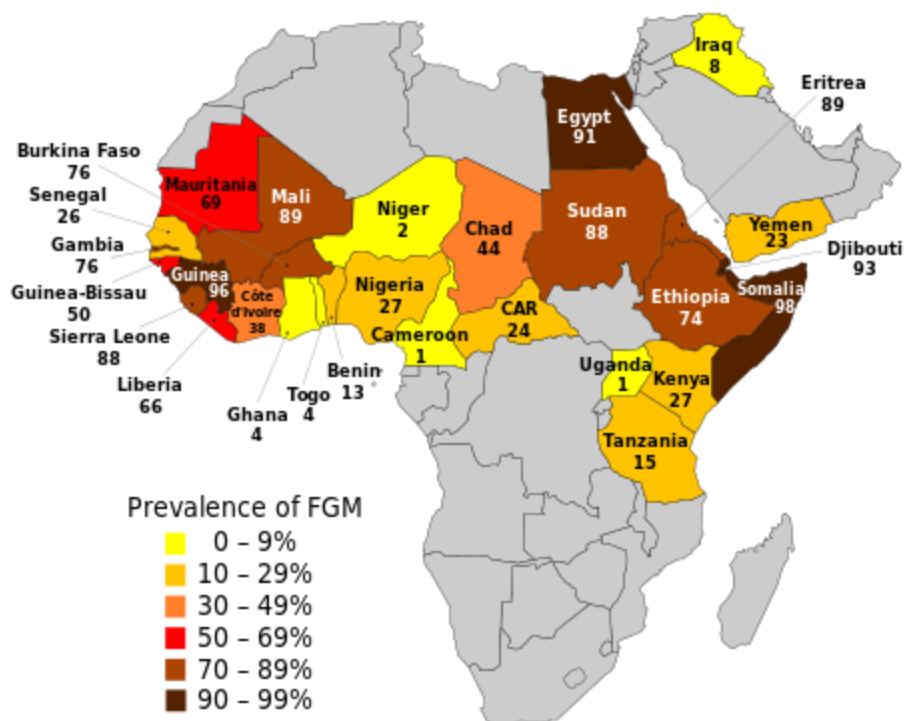 Iraq
8
Eritrea
89
Egypt
91
Burkina Faso
76
Mauritania
69
Mali
89
Senegal
26
Niger
2
Chad
44
Sudan
88
Yemen
23
Gambia
76
Djibouti
93
Guinea
96
Guinea-Bissau
50
Côte
d'Ivoire
38
Nigeria
27
CAR
24
Ethiopia
74
Somalia
98
Sierra Leone
88
Cameroon
1
Liberia
66
Ghana
4
Togo
4
Benin
13
Uganda
1
Kenya
27
Tanzania
15
Prevalence of FGM
0 – 9%
10 – 29%
30 – 49%
50 – 69%
70 – 89%
90 – 99%